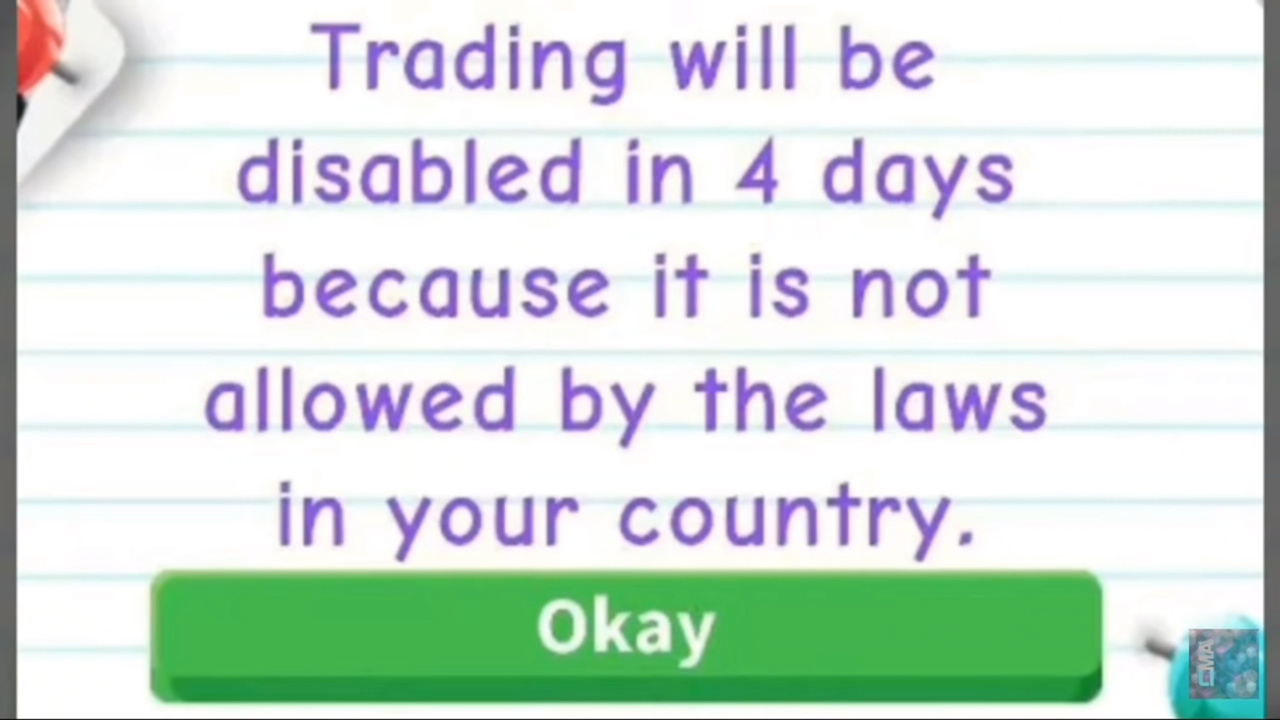 Trading will be
disabled in 4 days
because it is not
allowed by the laws
in your country.
Okay
CMA